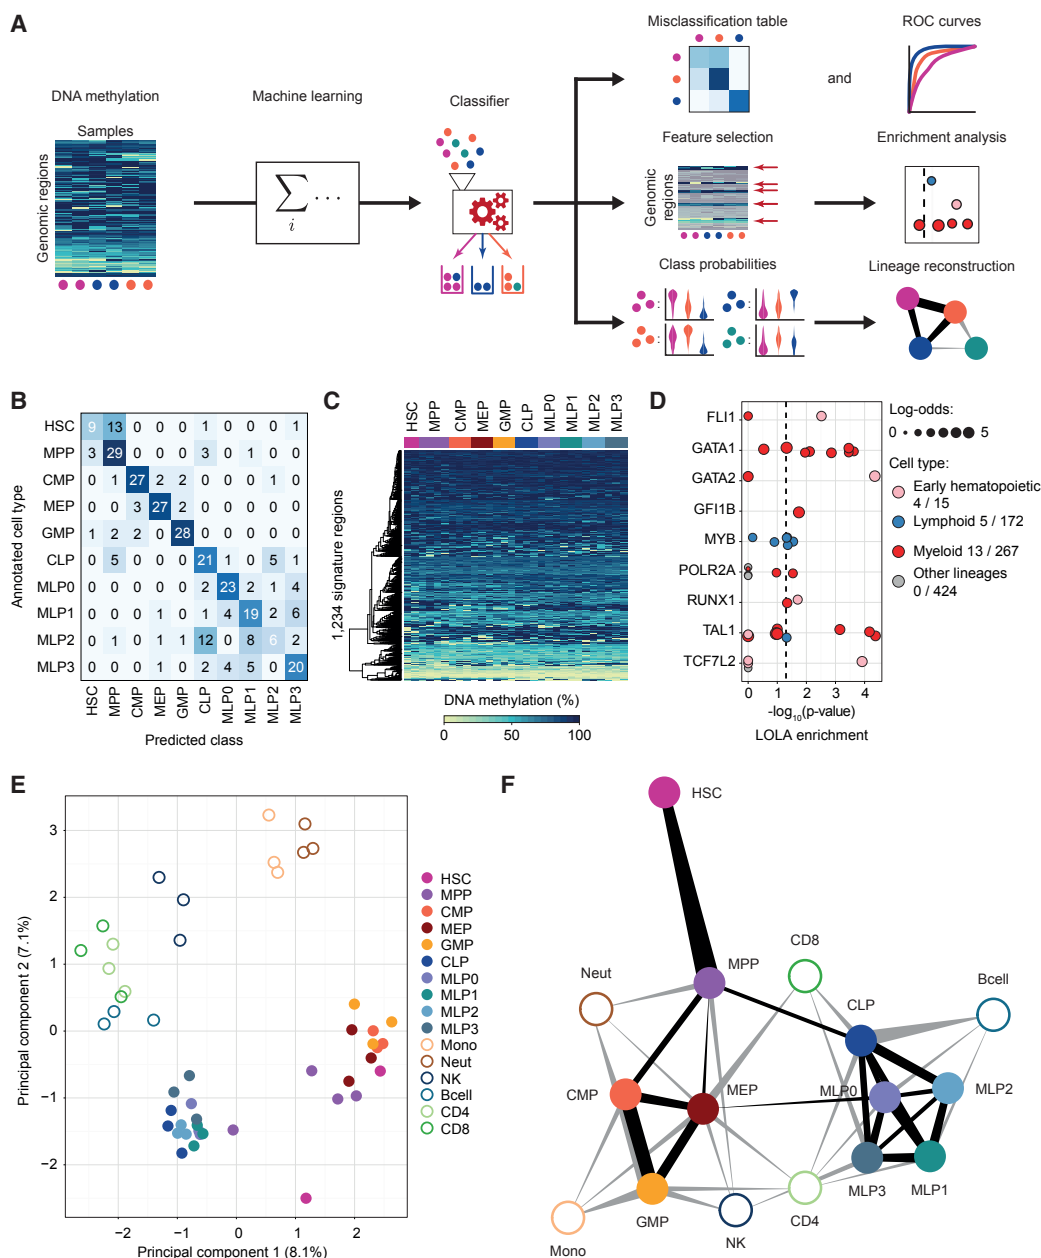 A
DNA methylation
Samples
Genomic regions
Machine learning
∑
i
...
Classifier
Misclassification table
and
ROC curves
Feature selection
Genomic
regions
Enrichment analysis
Class probabilities
:
:
:
:
Lineage reconstruction
B
Annotated cell type
HSC 9 13 0 0 0 1 0 0 0 1
MPP 3 29 0 0 0 3 0 1 0 0
CMP 0 1 27 2 2 0 0 0 1 0
MEP 0 0 3 27 2 0 0 0 0 0
GMP 1 2 2 0 28 0 0 0 0 0
CLP 0 5 0 0 0 21 1 0 5 1
MLP0 0 0 0 0 0 2 23 2 1 4
MLP1 0 0 0 1 0 1 4 19 2 6
MLP2 0 1 0 1 1 12 0 8 6 2
MLP3 0 0 0 1 0 2 4 5 0 20
HSC MPP CMP MEP GMP CLP MLP0 MLP1 MLP2 MLP3
Predicted class
C
HSC MPP CMP MEP GMP CLP MLP0 MLP1 MLP2 MLP3
1,234 signature regions
DNA methylation (%)
0 50 100
D
FLI1
GATA1
GATA2
GFI1B
MYB
POLR2A
RUNX1
TAL1
TCF7L2
0 1 2 3 4
-log10(p-value)
LOLA enrichment
Log-odds:
0 5
Cell type:
Early hematopoietic
4 / 15
Lymphoid 5 / 172
Myeloid 13 / 267
Other lineages
0 / 424
E
Principal component 2 (7.1%)
3
2
1
0
−1
−2
−2 −1 0 1 2
Principal component 1 (8.1%)
HSC
MPP
CMP
MEP
GMP
CLP
MLP0
MLP1
MLP2
MLP3
Mono
Neut
NK
Bcell
CD4
CD8
F
HSC
MPP
CD8
Neut
Bcell
CLP
CMP
MEP
MLP0
MLP2
MLP3
MLP1
GMP
CD4
NK
Mono